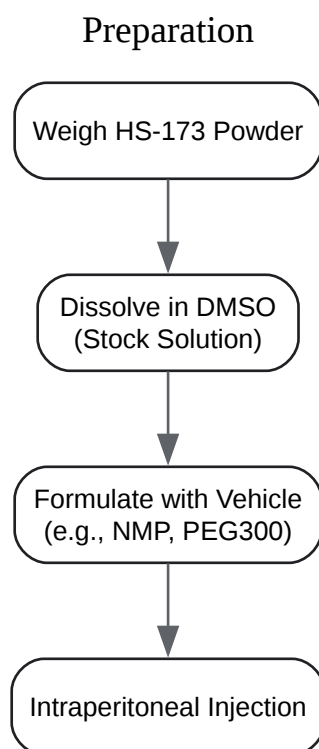 Preparation
Weigh HS-173 Powder
Dissolve in DMSO
(Stock Solution)
Formulate with Vehicle
(e.g., NMP, PEG300)
Intraperitoneal Injection